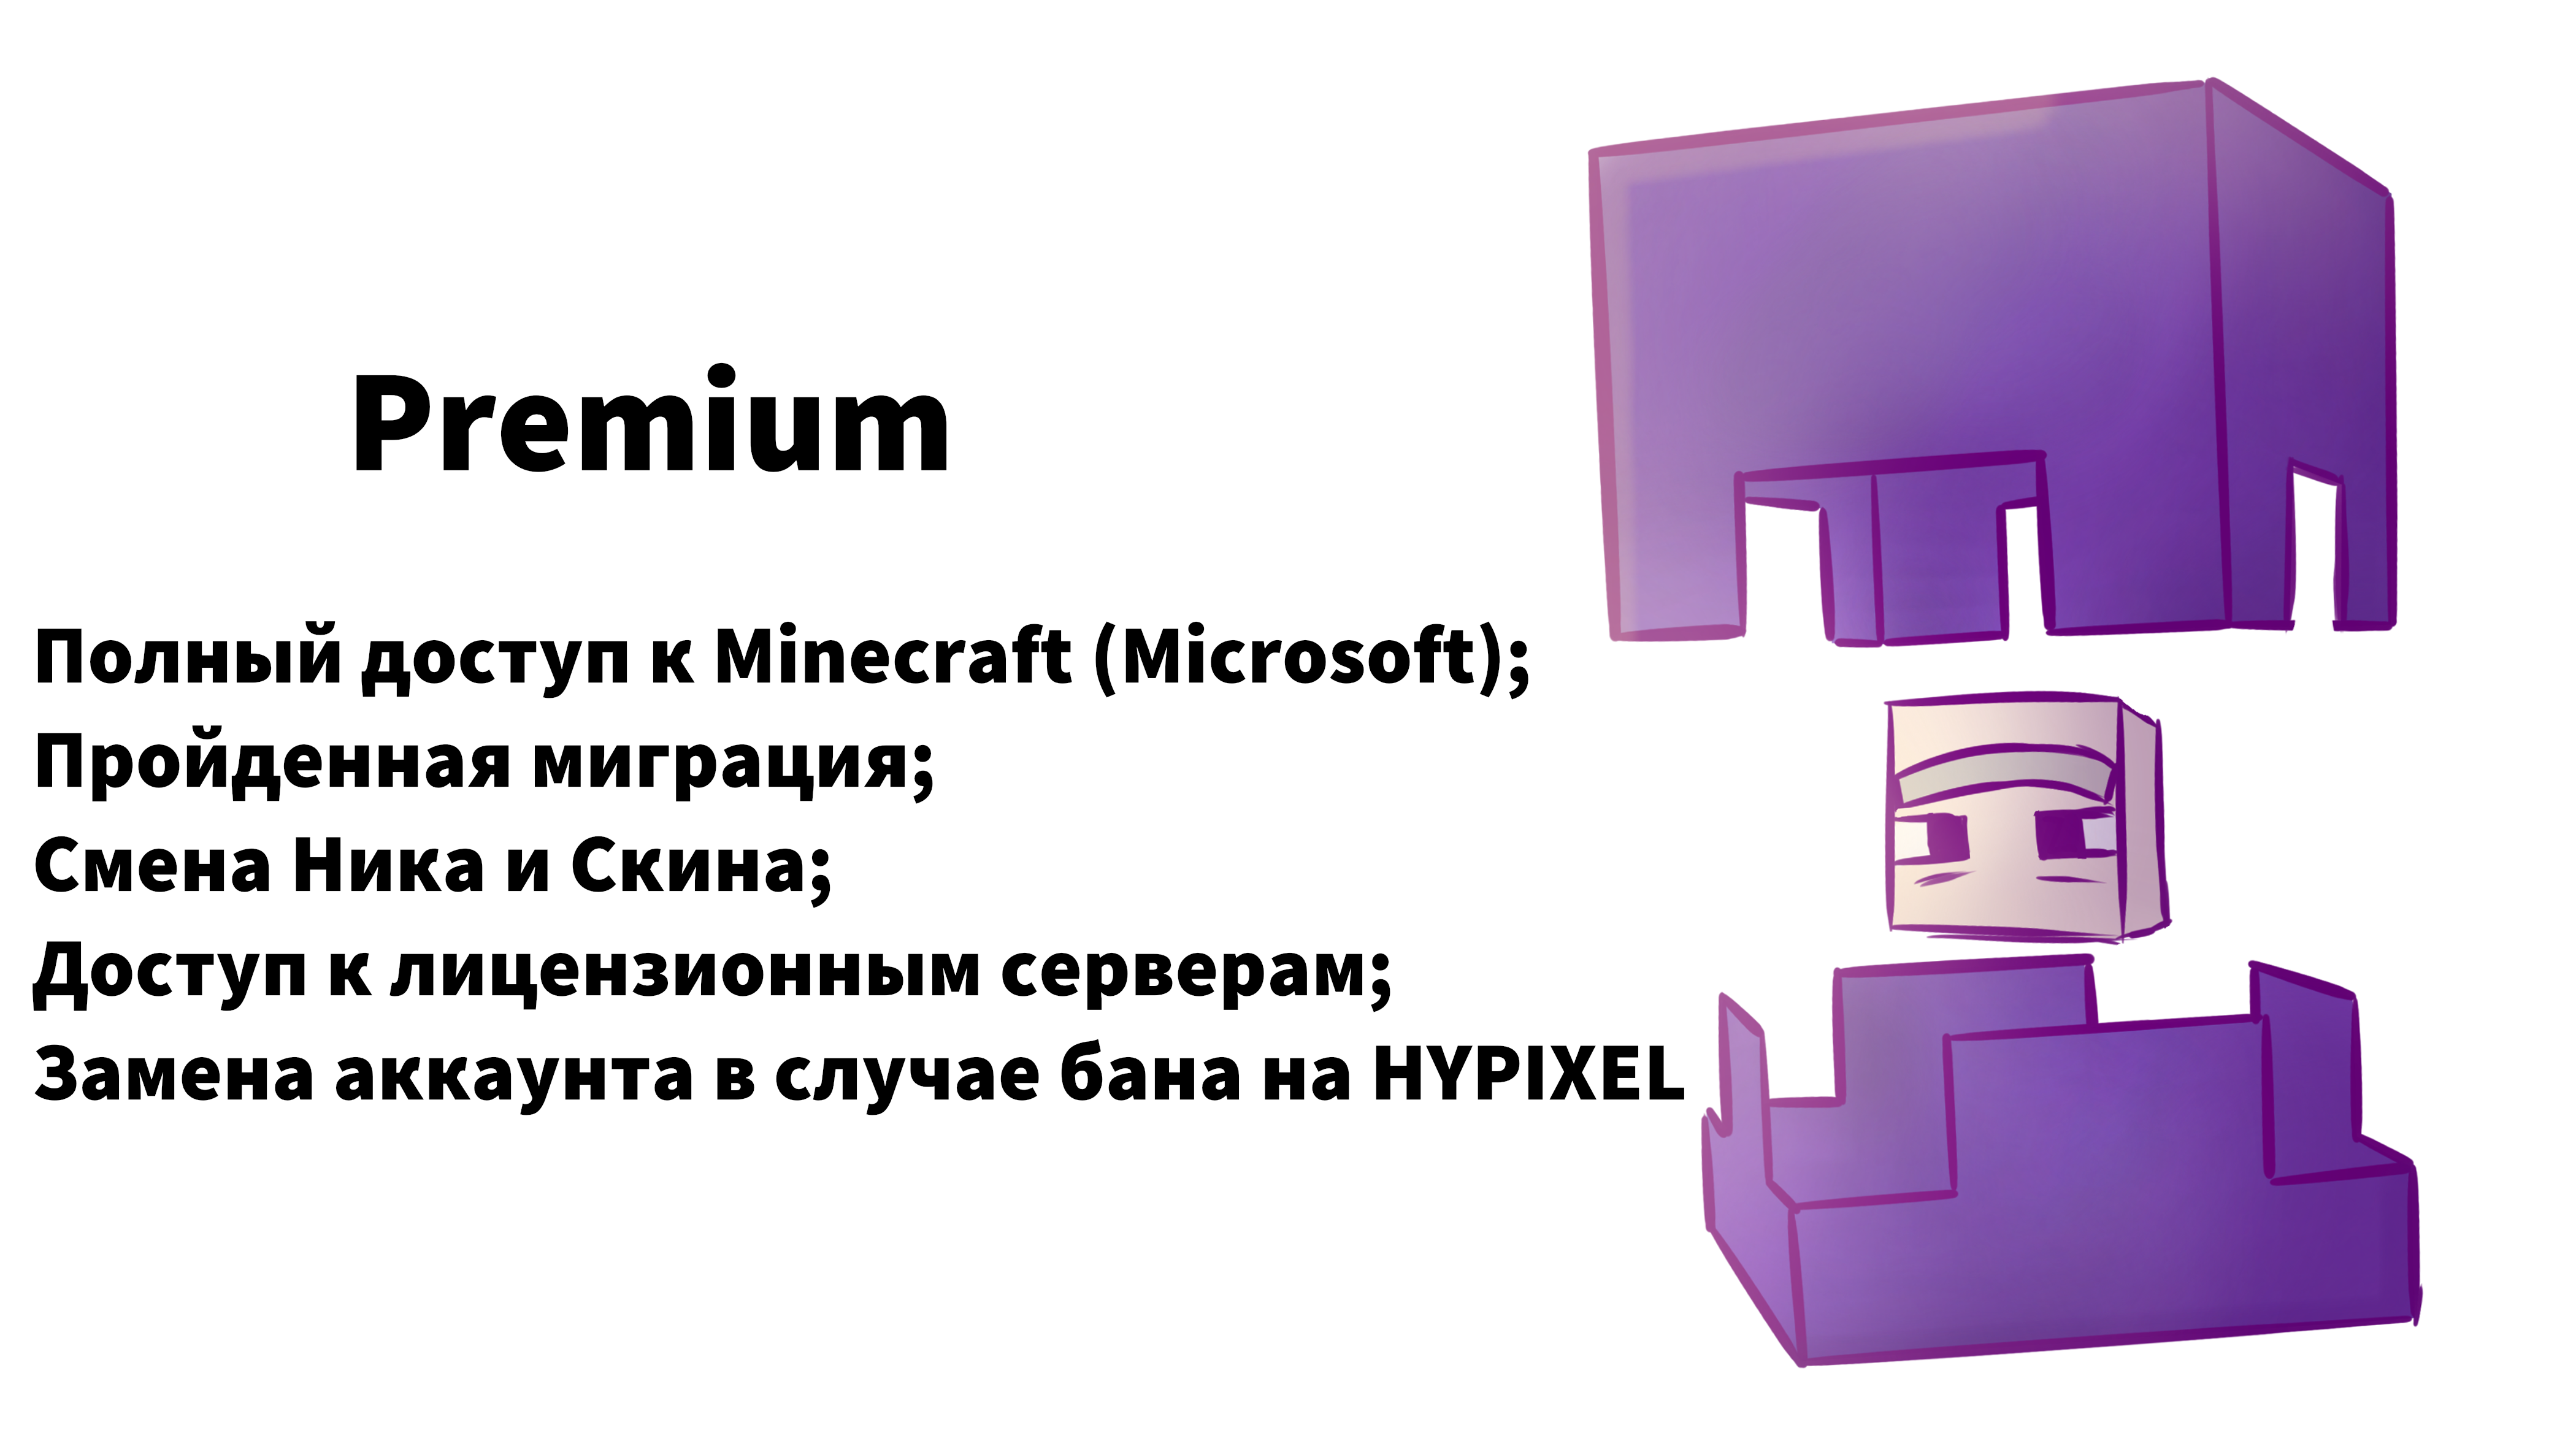 Premium
Полный доступ к Minecraft (Microsoft);
Пройденная миграция;
Смена Ника и Скина;
Доступ к лицензионным серверам;
Замена аккаунта в случае бана на HYPIXEL